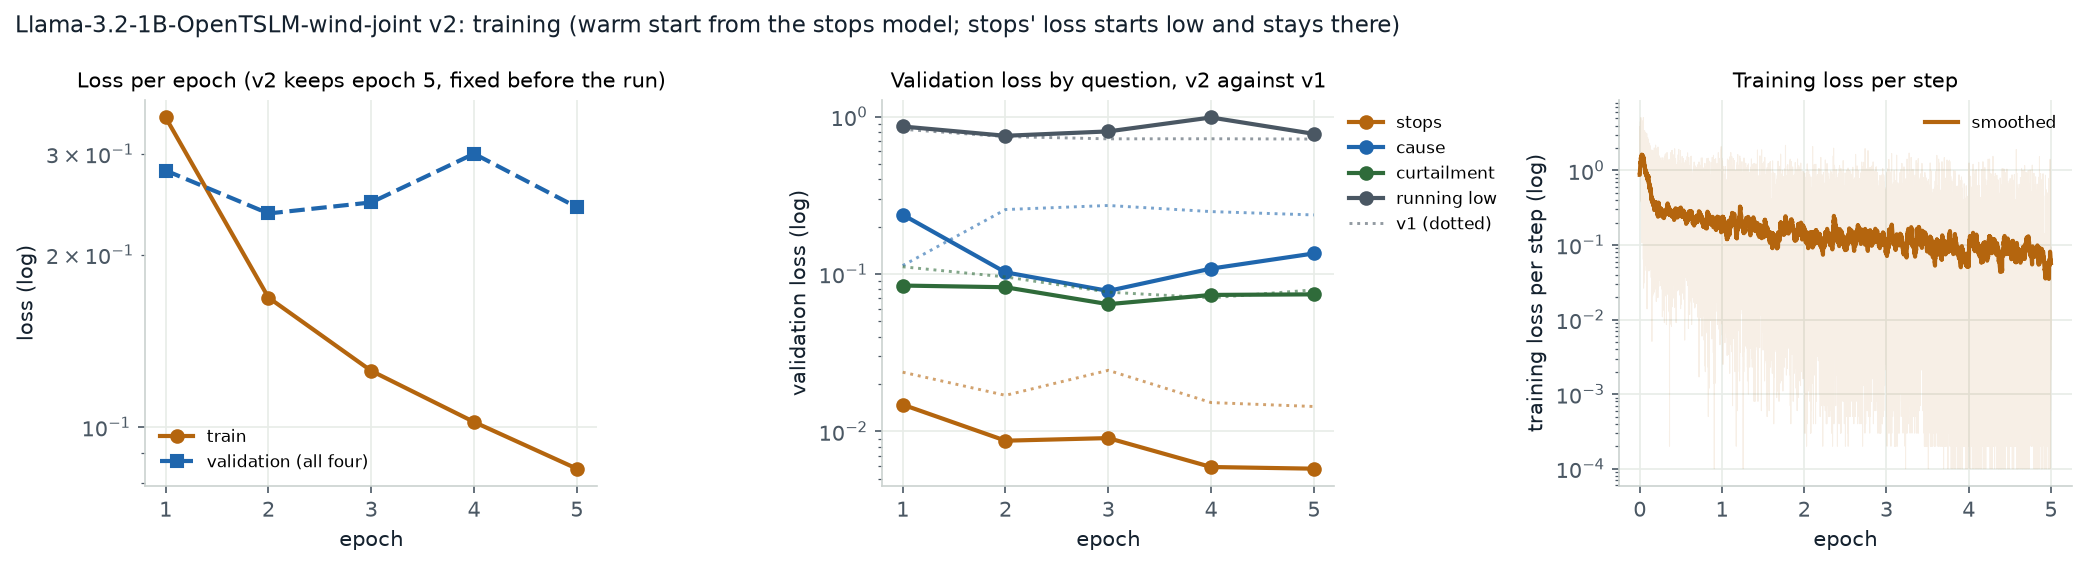 Llama-3.2-1B-OpenTSLM-wind-joint v2: training (warm start from the stops model; stops' loss starts low and stays there)
Loss per epoch (v2 keeps epoch 5, fixed before the run)
loss (log)
3 × 10⁻¹
2 × 10⁻¹
10⁻¹
train
validation (all four)
1 2 3 4 5
epoch
Validation loss by question, v2 against v1
validation loss (log)
10⁰
10⁻¹
10⁻²
stops
cause
curtailment
running low
v1 (dotted)
1 2 3 4 5
epoch
Training loss per step
training loss per step (log)
smoothed
10⁰
10⁻¹
10⁻²
10⁻³
10⁻⁴
0 1 2 3 4 5
epoch